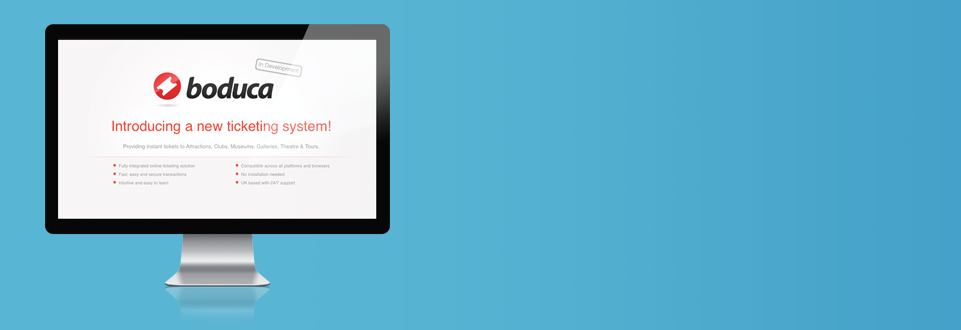 In Development
boduca
Introducing a new ticketing system!
Providing instant tickets to Attractions, Clubs, Museums, Galleries, Theatre & Tours.
Fully integrated online ticketing solution
Fast, easy and secure transactions
Intuitive and easy to learn
Compatible across all platforms and browsers
No installation needed
UK based with 24/7 support